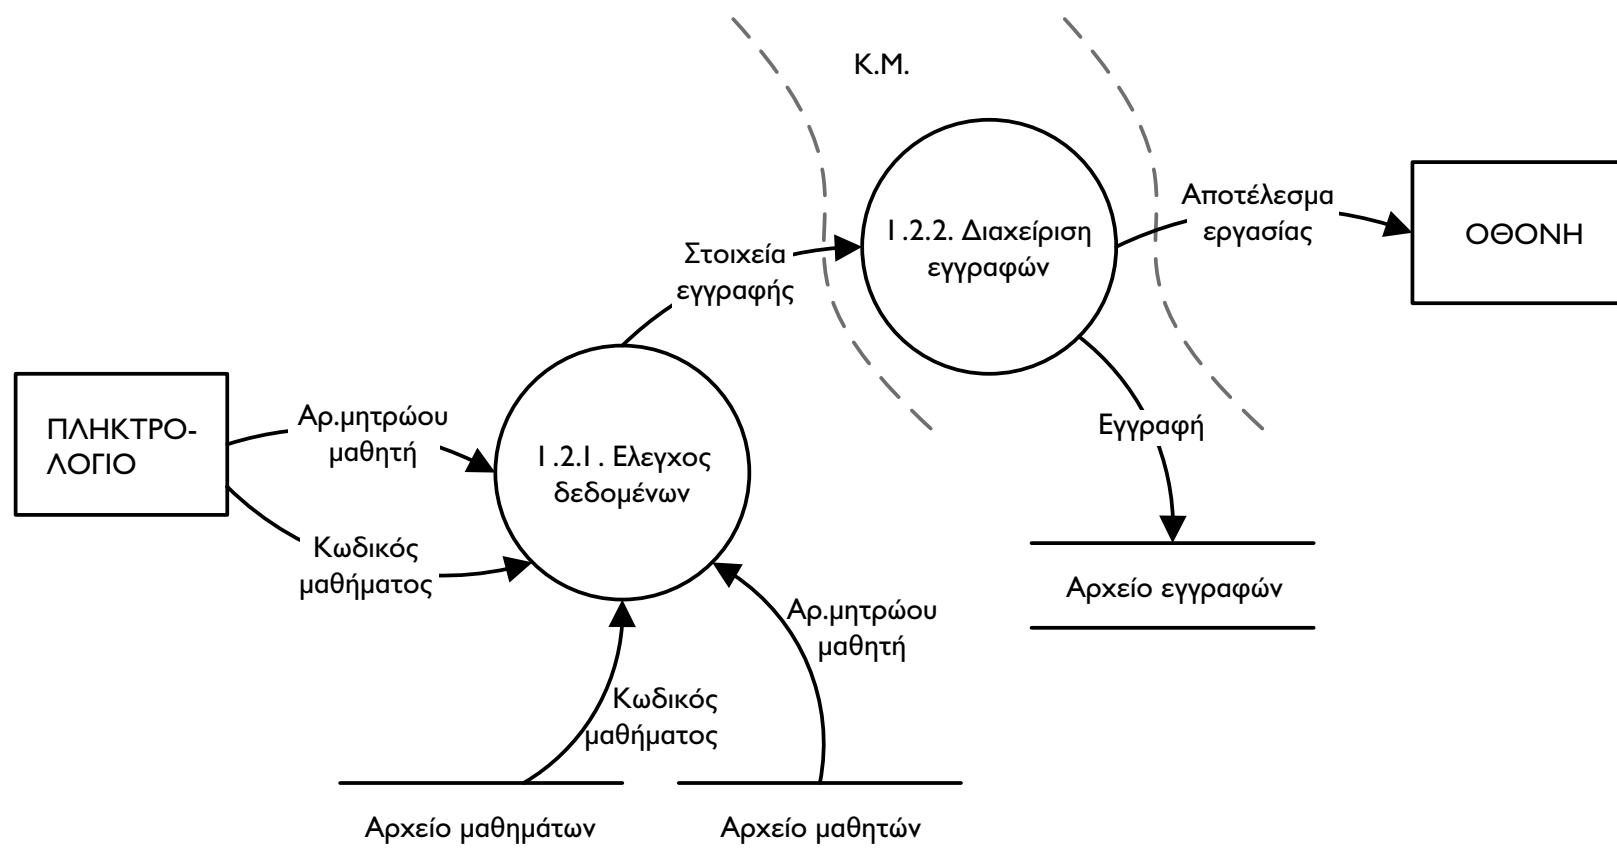 Κ.Μ.
Αποτέλεσμα
εργασίας
ΟΘΟΝΗ
1.2.2. Διαχείριση
εγγραφών
Στοιχεία
εγγραφής
ΠΛΗΚΤΡΟ-
ΛΟΓΙΟ
Αρ.μητρώου
μαθητή
1.2.1. Ελεγχος
δεδομένων
Εγγραφή
Κωδικός
μαθήματος
Αρχείο εγγραφών
Αρ.μητρώου
μαθητή
Κωδικός
μαθήματος
Αρχείο μαθημάτων
Αρχείο μαθητών